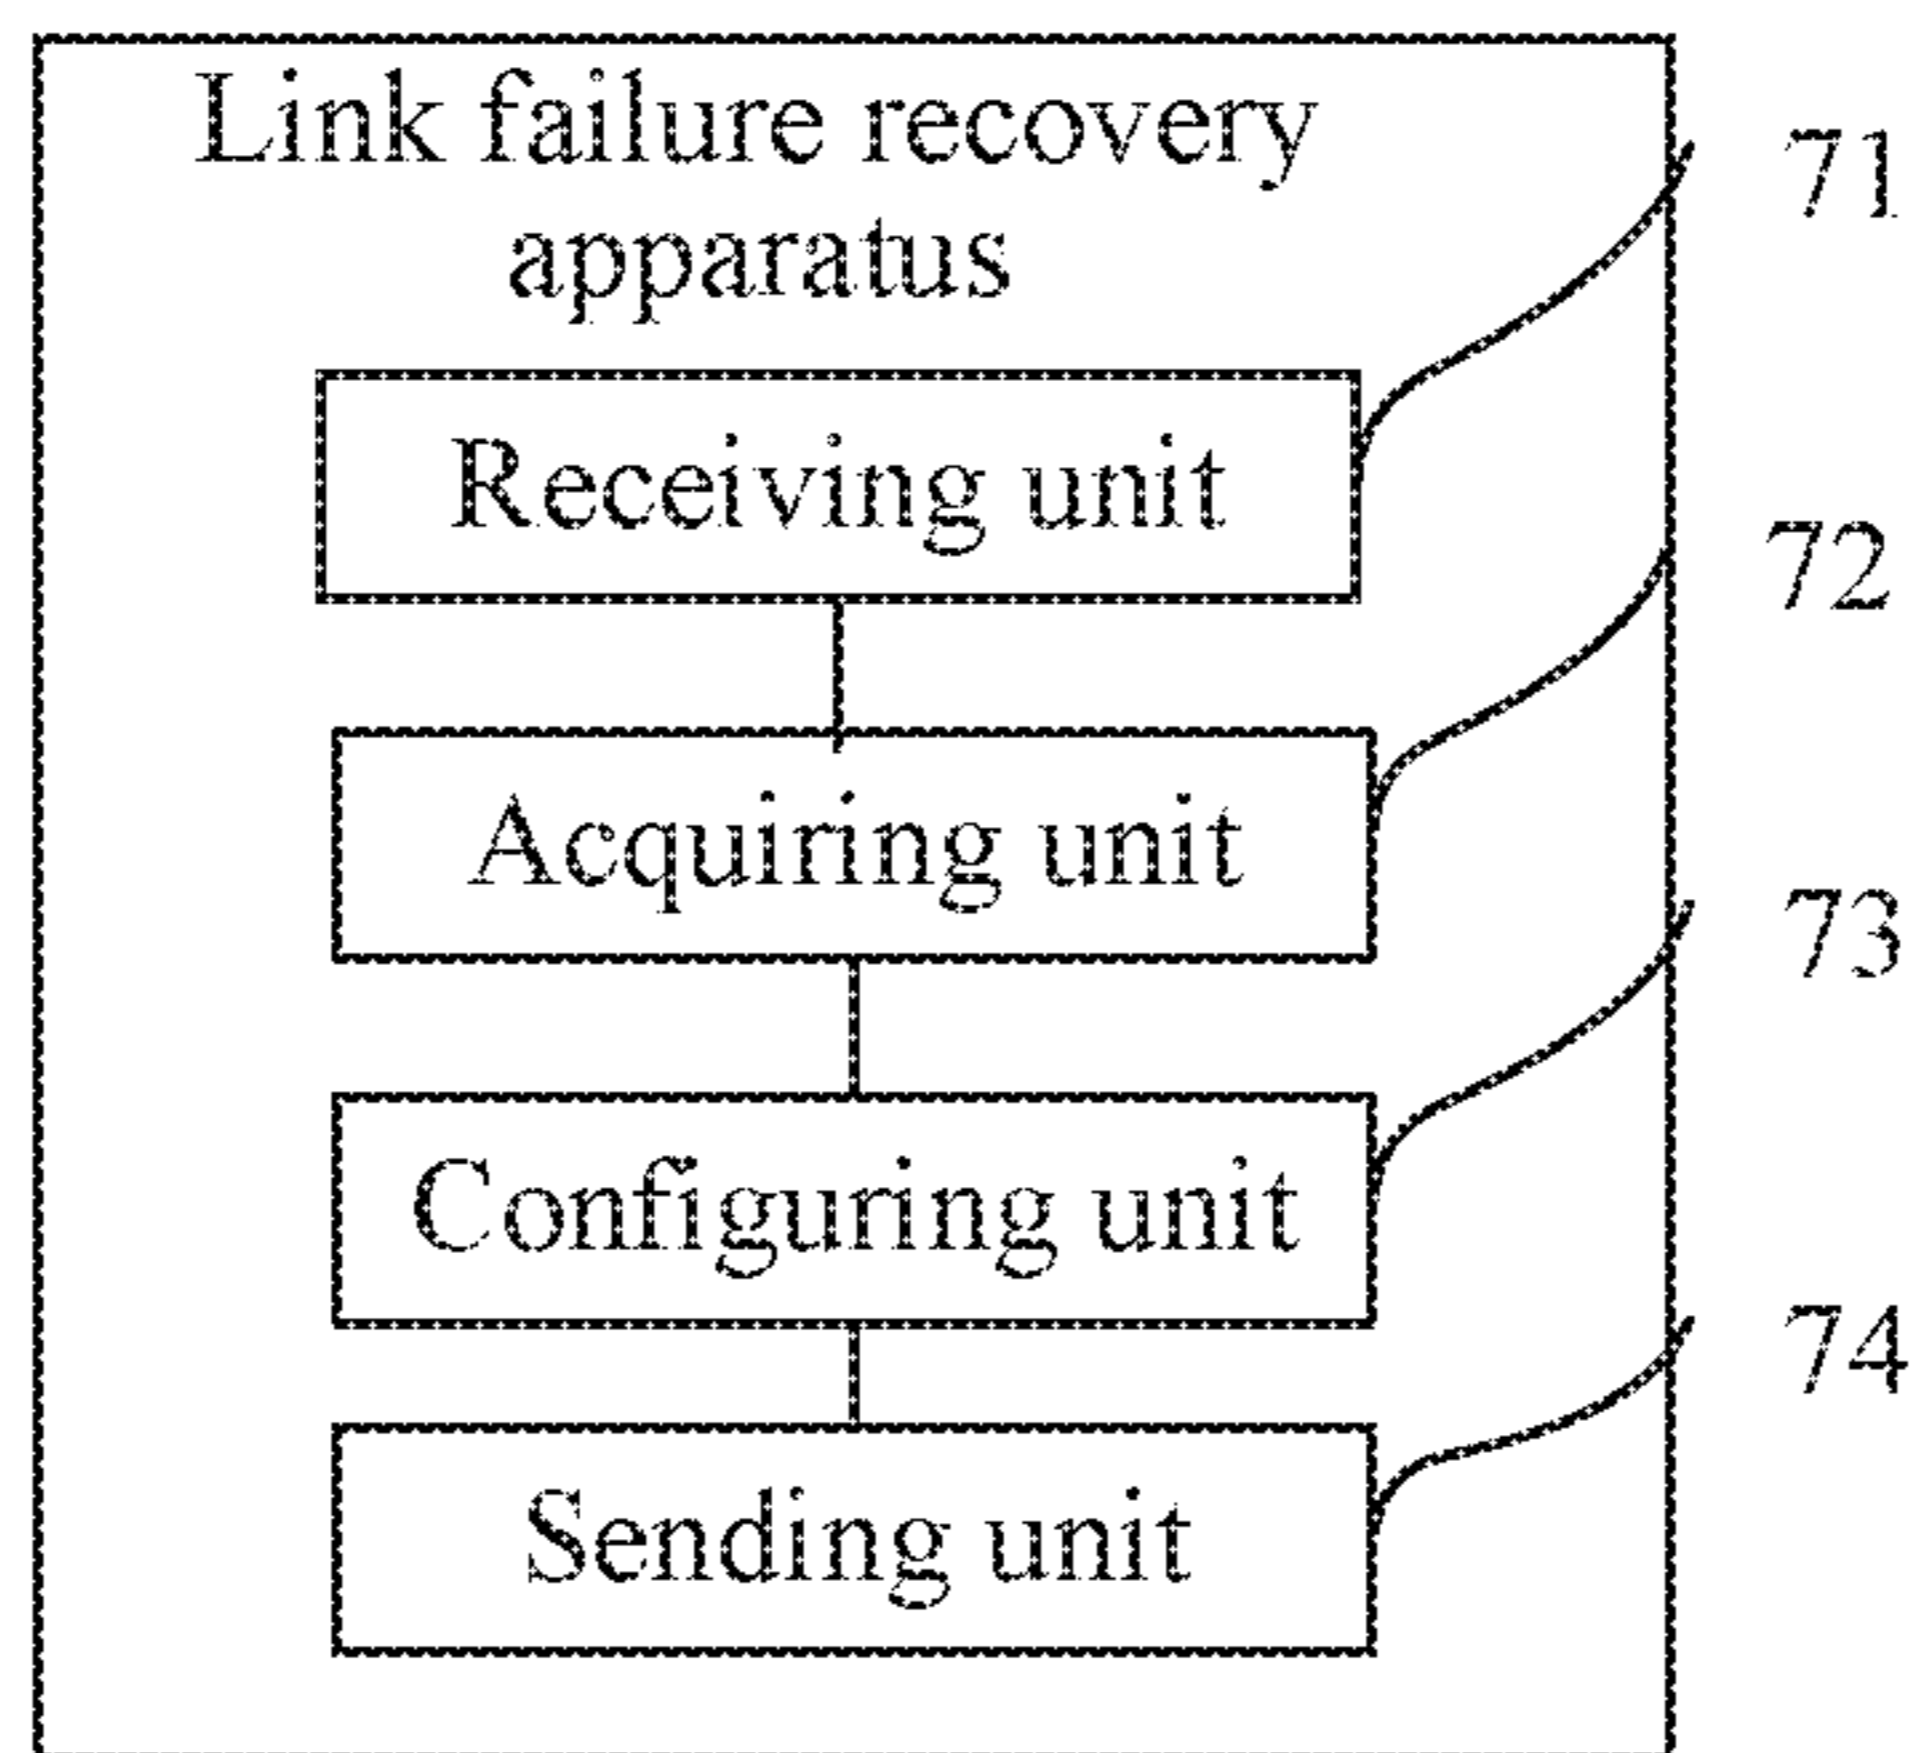 Link failure recovery
apparatus
71
Receiving unit
72
Acquiring unit
73
Configuring unit
74
Sending unit